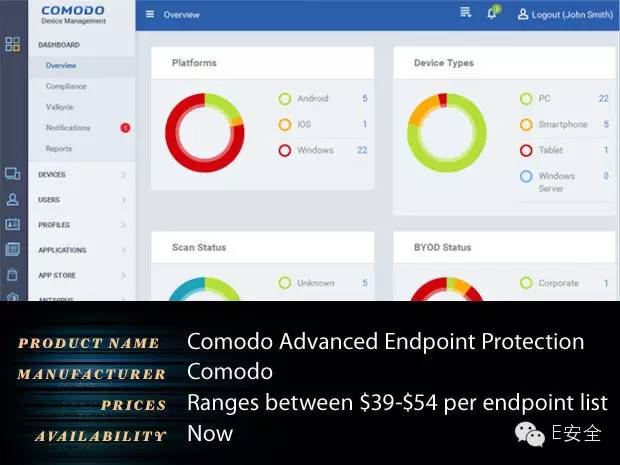 COMODO
Device Management
Overview
3
Logout (John Smith)
DASHBOARD
Overview
Compliance
Valkyrie
Notifications 1
Reports
DEVICES
USERS
PROFILES
APPLICATIONS
APP STORE
ANTIVIRUS
Platforms
Android 5
iOS 1
Windows 22
Device Types
PC 22
Smartphone 5
Tablet 1
Windows Server 0
Scan Status
Unknown 5
BYOD Status
Corporate 1
PRODUCT NAME Comodo Advanced Endpoint Protection
MANUFACTURER Comodo
PRICES Ranges between $39-$54 per endpoint list
AVAILABILITY Now
E安全